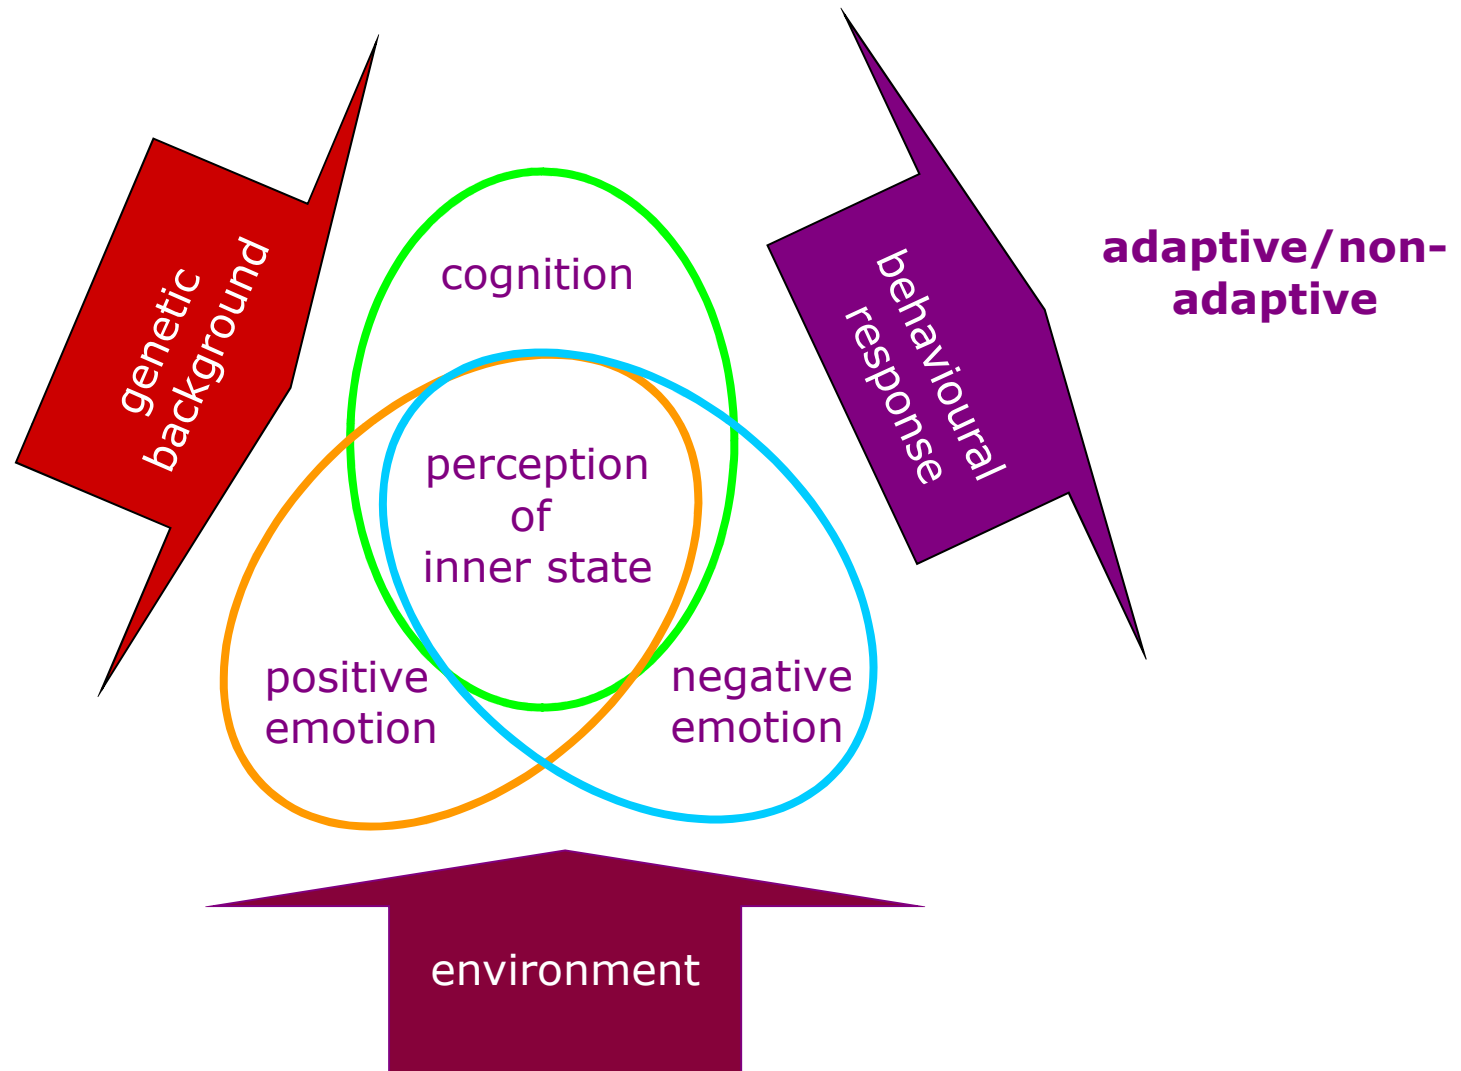 genetic
background
cognition
perception
of
inner state
positive
emotion
negative
emotion
behavioural
response
adaptive/non-
adaptive
environment